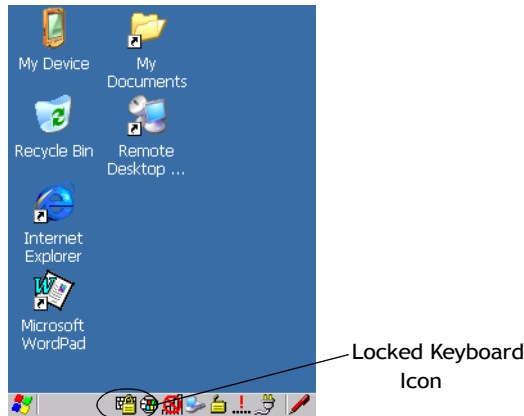 My Device
My
Documents
Recycle Bin
Remote
Desktop ...
Internet
Explorer
Microsoft
WordPad
Locked Keyboard
Icon